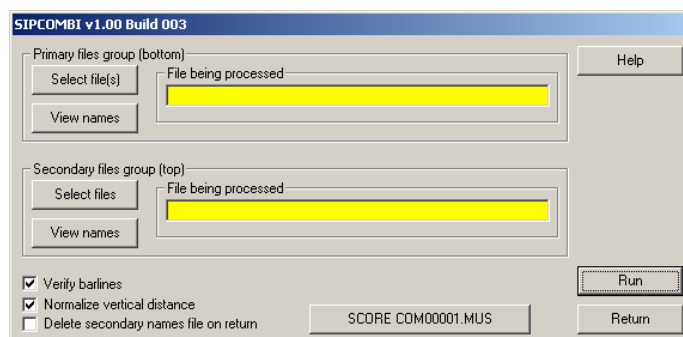 SIPCOMBI v1.00 Build 003
Primary files group (bottom)
Help
Select file(s)
File being processed
View names
Secondary files group (top)
Select files
File being processed
View names
Verify barlines
Run
Normalize vertical distance
Delete secondary names file on return
SCORE COM00001.MUS
Return